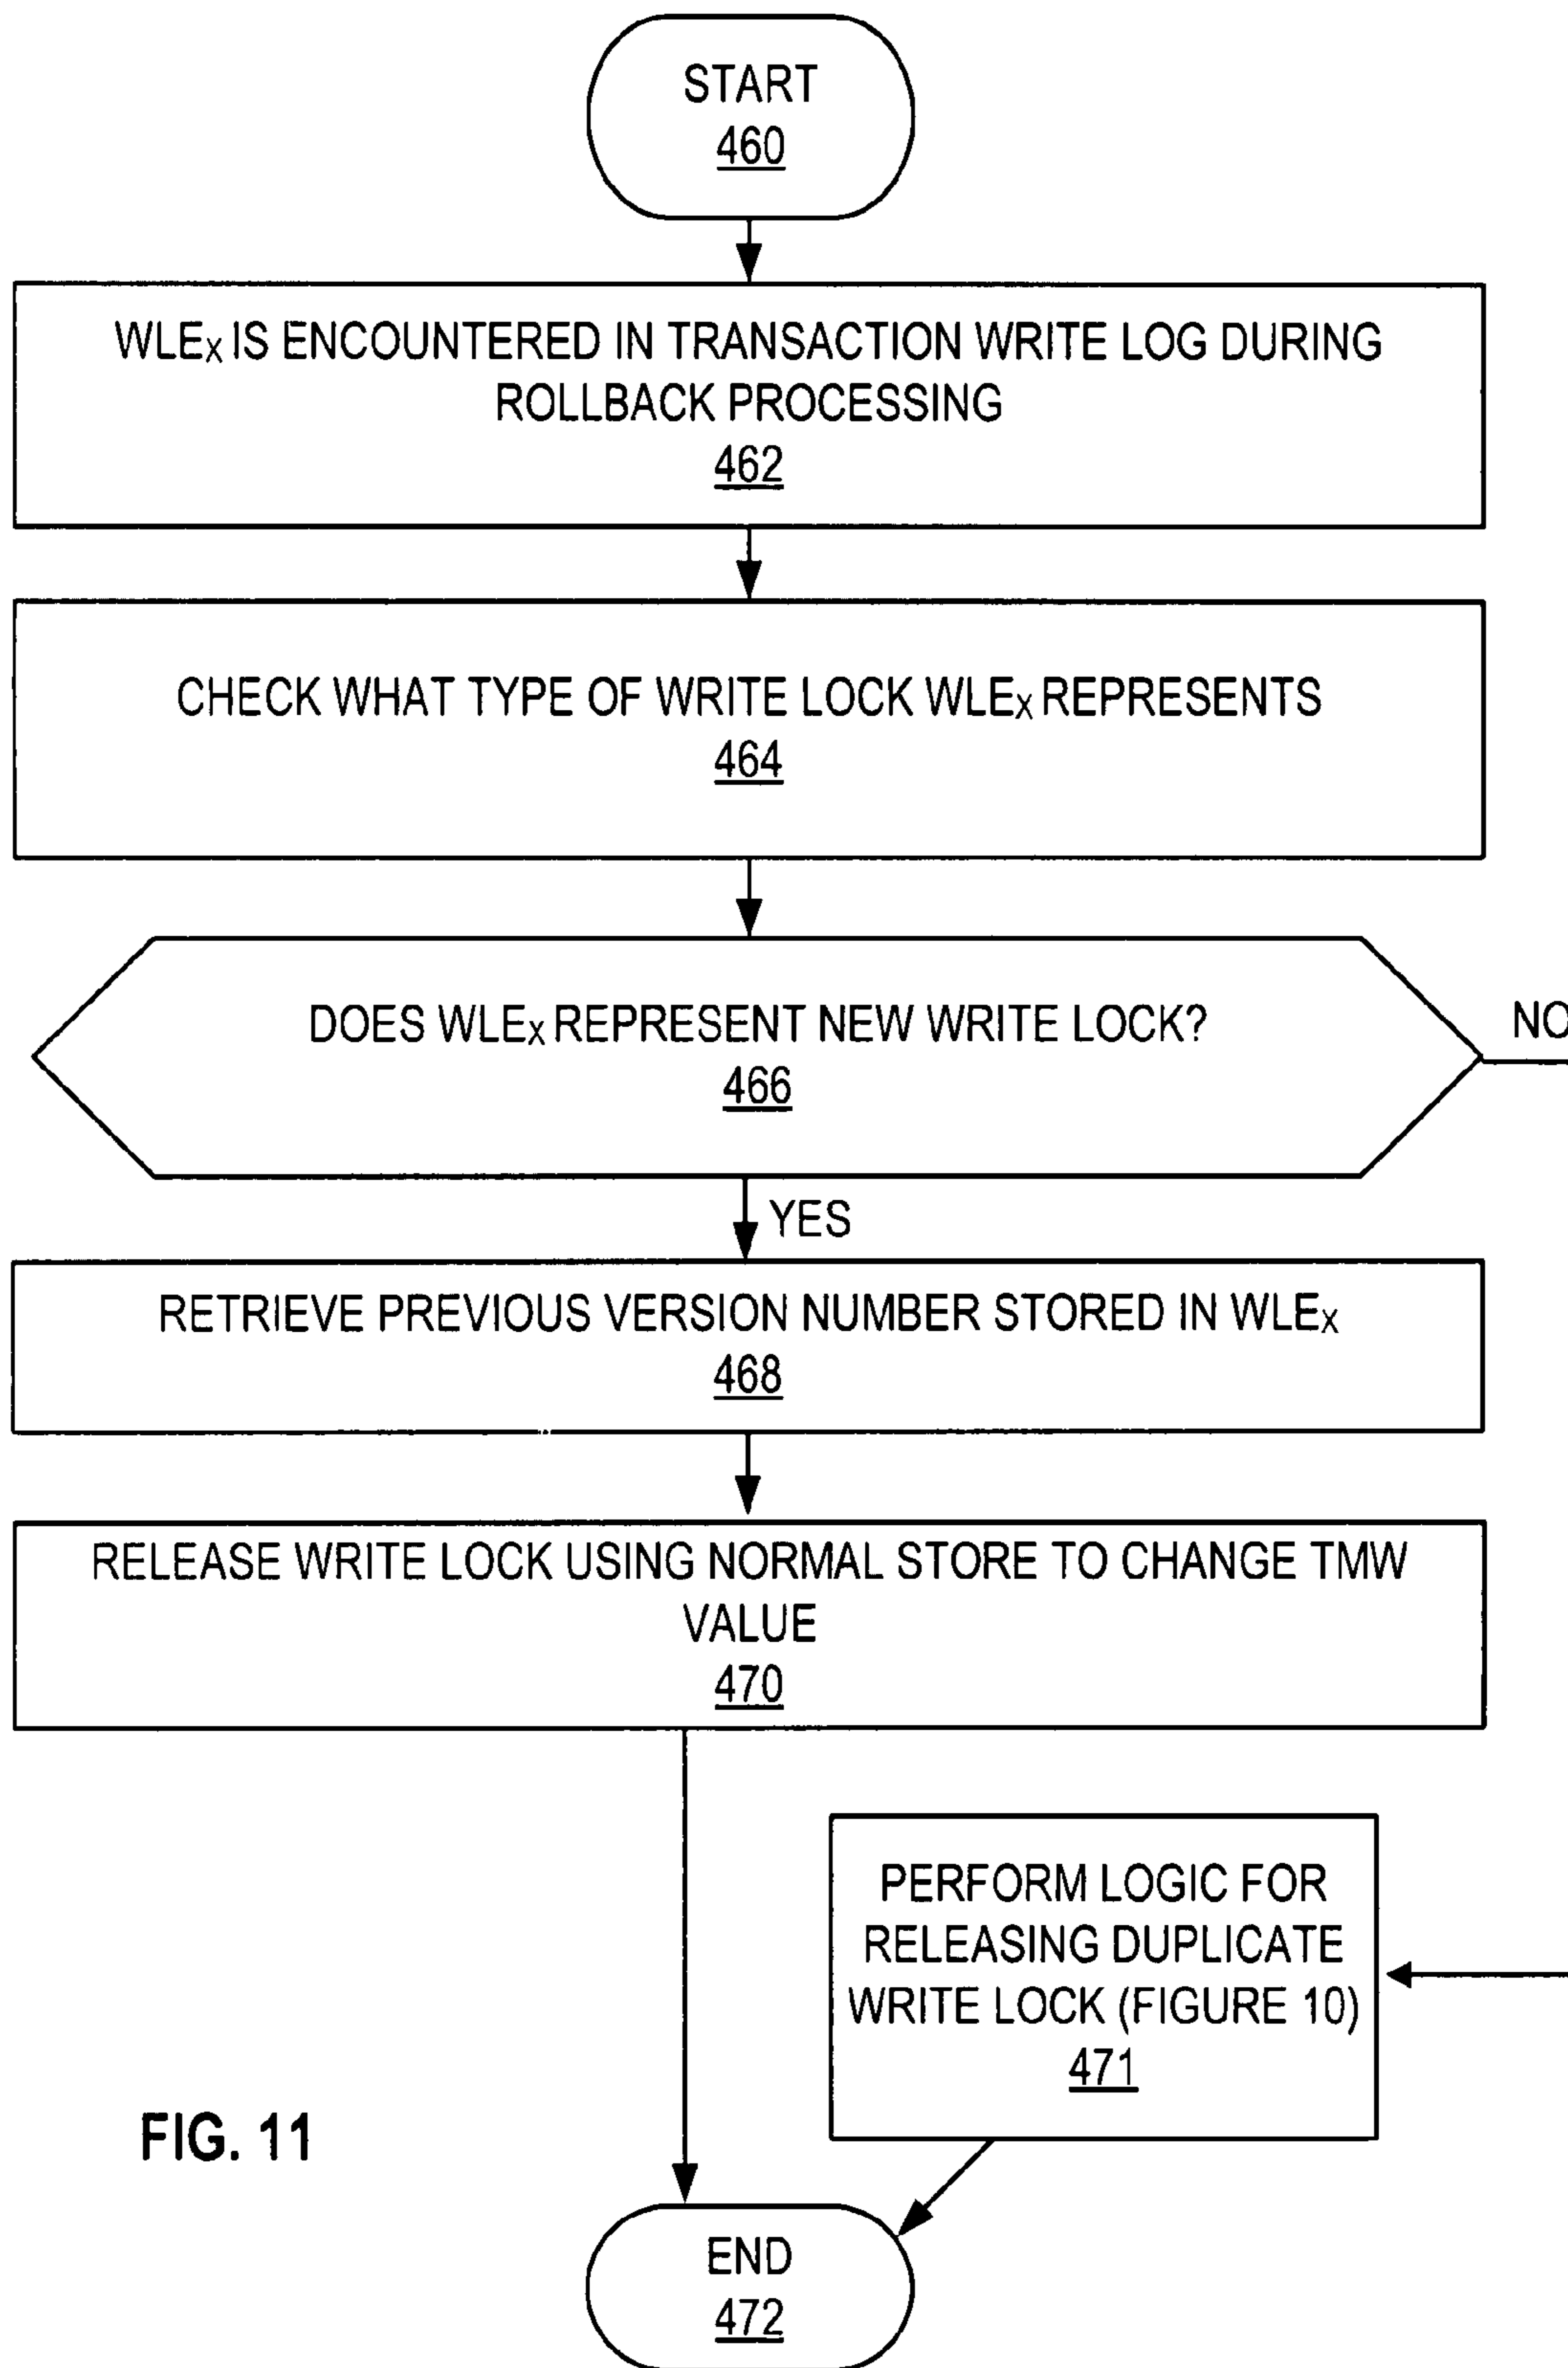 START
460
WLEX IS ENCOUNTERED IN TRANSACTION WRITE LOG DURING
ROLLBACK PROCESSING
462
CHECK WHAT TYPE OF WRITE LOCK WLEX REPRESENTS
464
DOES WLEX REPRESENT NEW WRITE LOCK?
466
NO
YES
RETRIEVE PREVIOUS VERSION NUMBER STORED IN WLEX
468
RELEASE WRITE LOCK USING NORMAL STORE TO CHANGE TMW
VALUE
470
PERFORM LOGIC FOR
RELEASING DUPLICATE
WRITE LOCK (FIGURE 10)
471
FIG. 11
END
472